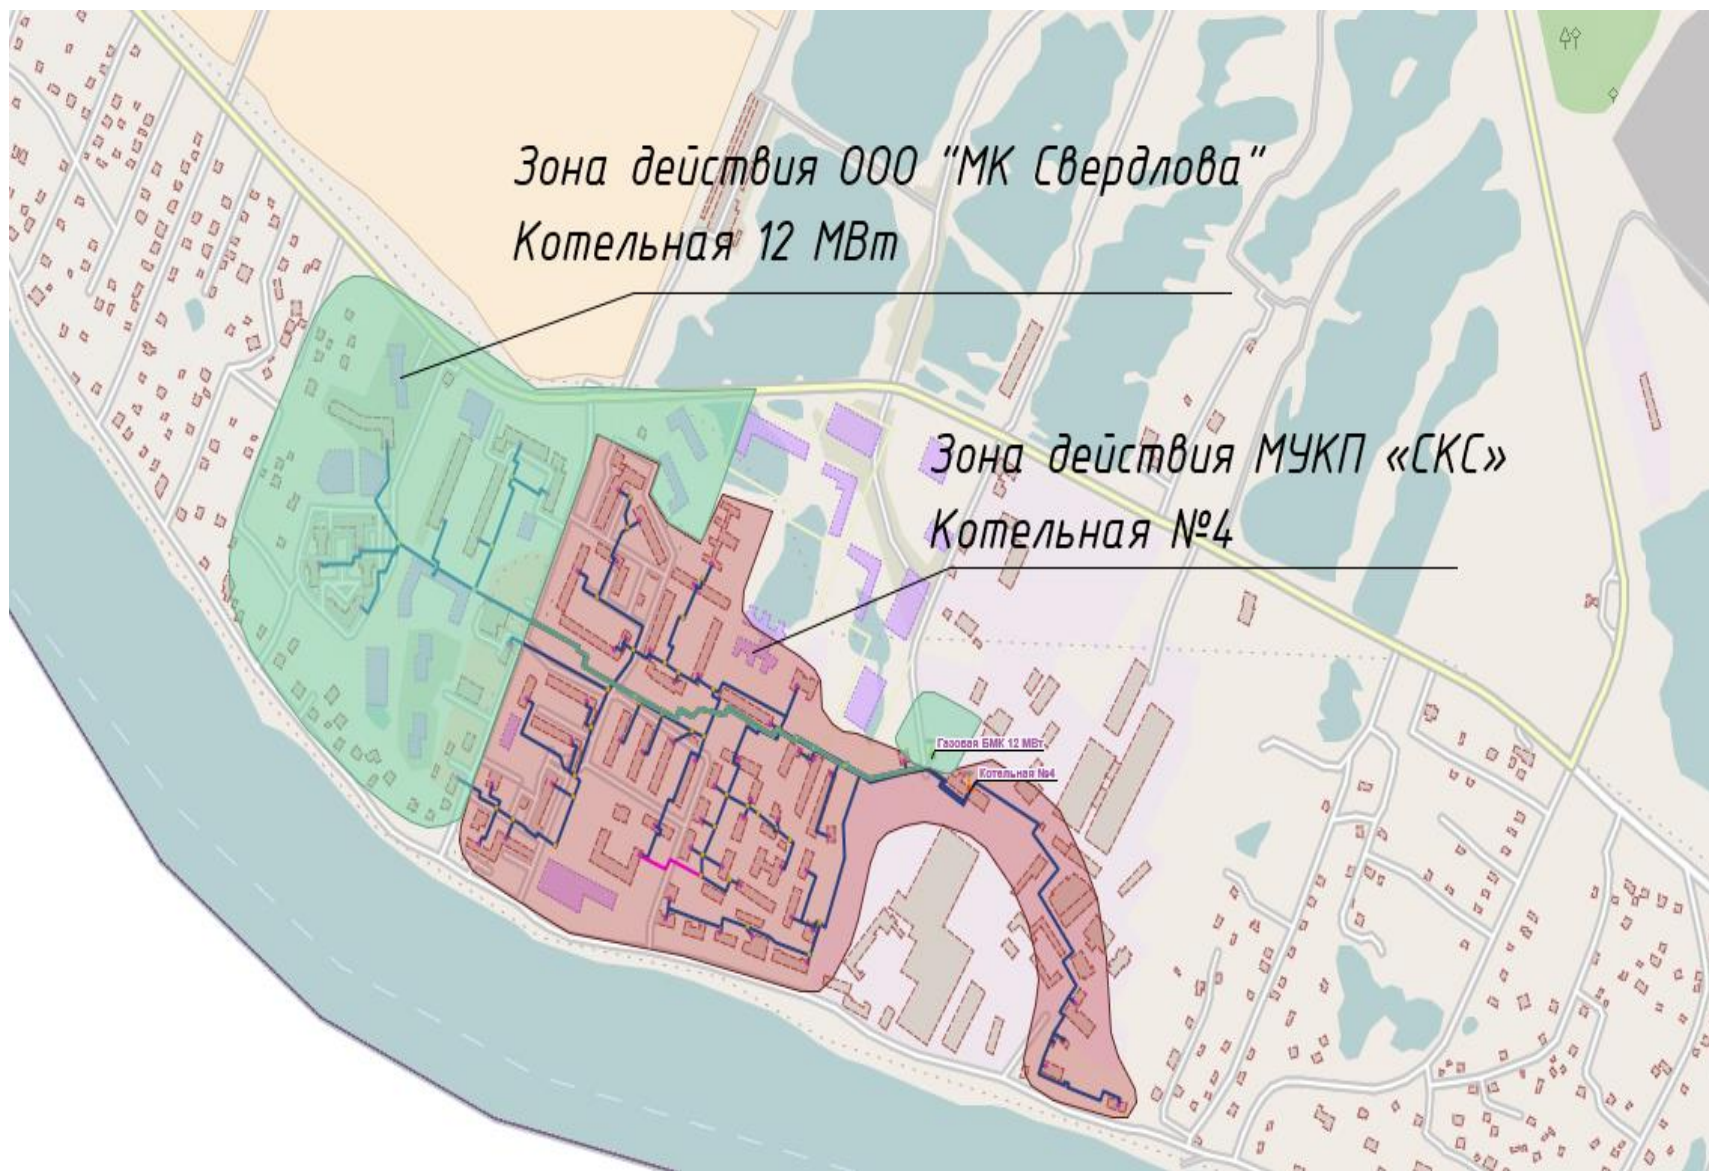 Зона действия ООО "МК Свердлова"
Котельная 12 МВт
Зона действия МУКП «СКС»
Котельная №4
Газовая БМК 12 МВт
Котельная №4